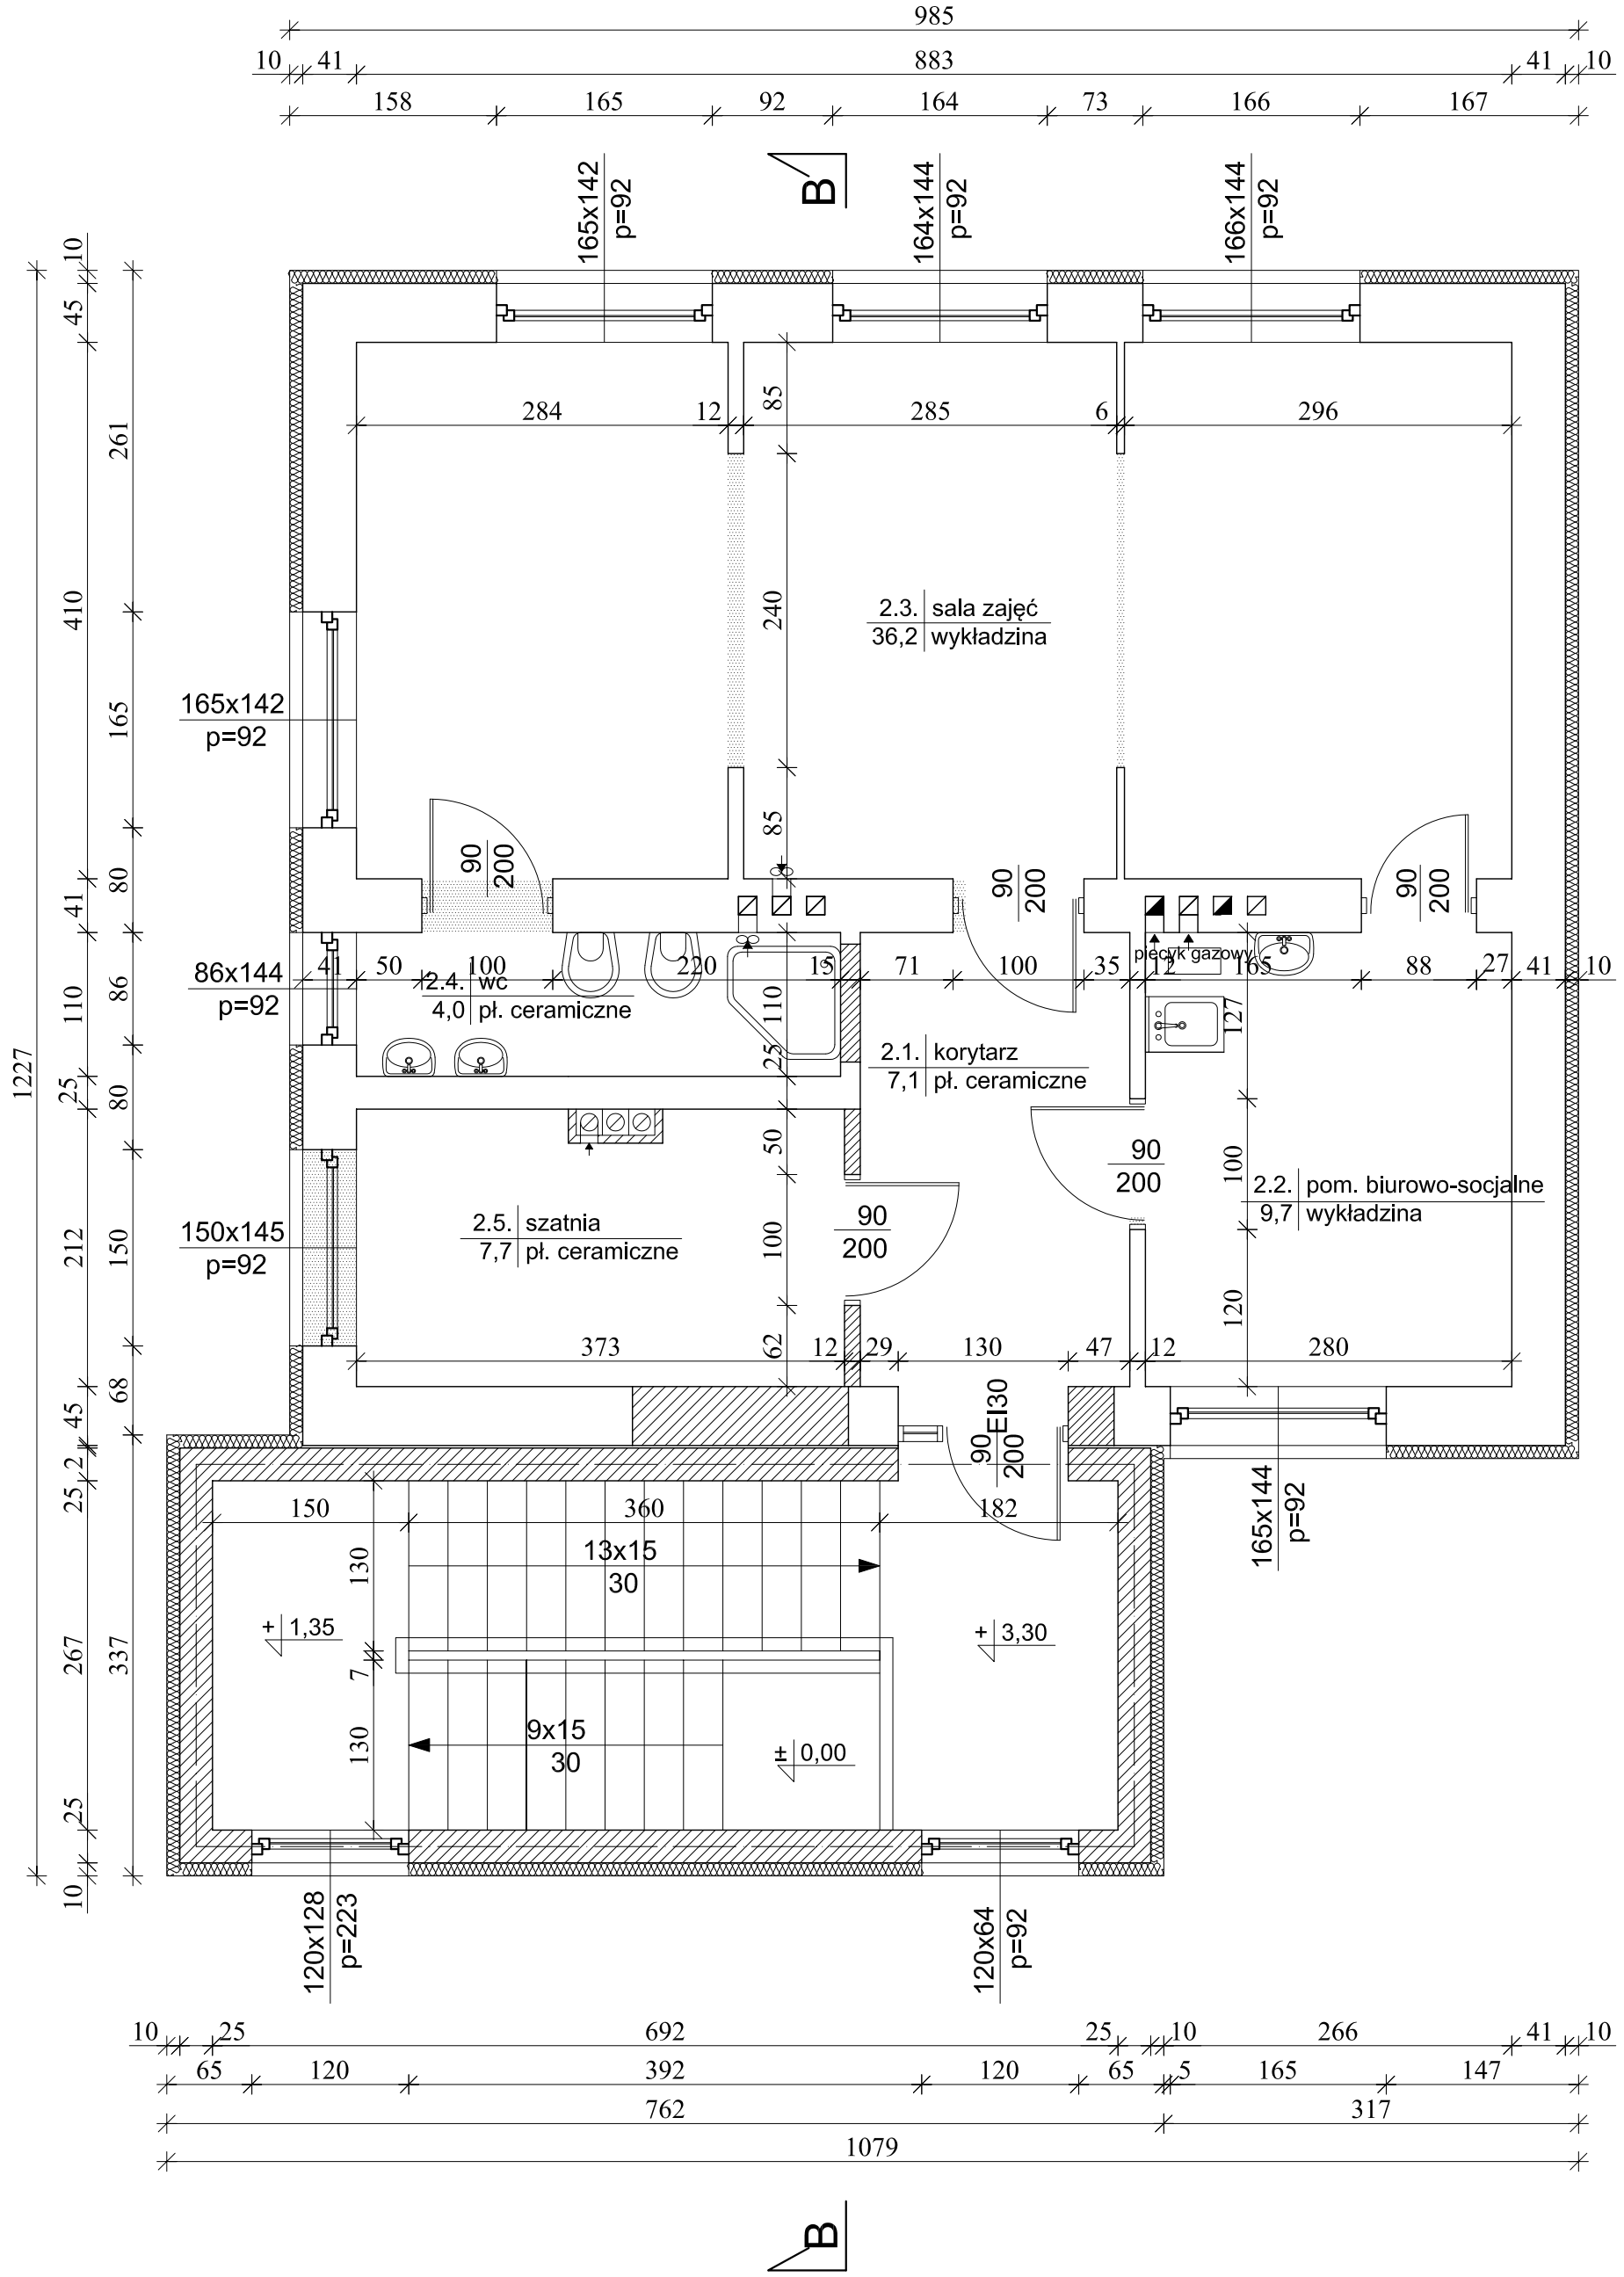 985
10 41 883 41 10
158 165 92 164 73 166 167
165x142
p=92
B
164x144
p=92
166x144
p=92
10
45
261
410
165
80
41
86
110
25
80
1227
212
150
68
45
2
25
267
337
25
10
284 12 285 6 296
85
240
85
2.3. sala zajęć
36,2 wykładzina
165x142
p=92
90
200
90
200
90
200
86x144
p=92
piecyk gazowy
41 50 100 220 15 71 100 35 12 165 88 27 41 10
2.4. wc
4,0 pł. ceramiczne
110
25
127
2.1. korytarz
7,1 pł. ceramiczne
50
100
62
90
200
100
120
2.2. pom. biurowo-socjalne
9,7 wykładzina
150x145
p=92
2.5. szatnia
7,7 pł. ceramiczne
90
200
373 12 29 130 47 12 280
90EI30
200
165x144
p=92
150 360 182
130
7
130
13x15
30
+ 1,35
+ 3,30
9x15
30
± 0,00
120x128
p=223
120x64
p=92
10 25 692 25 10 266 41 10
65 120 392 120 65 5 165 147
762 317
1079
B